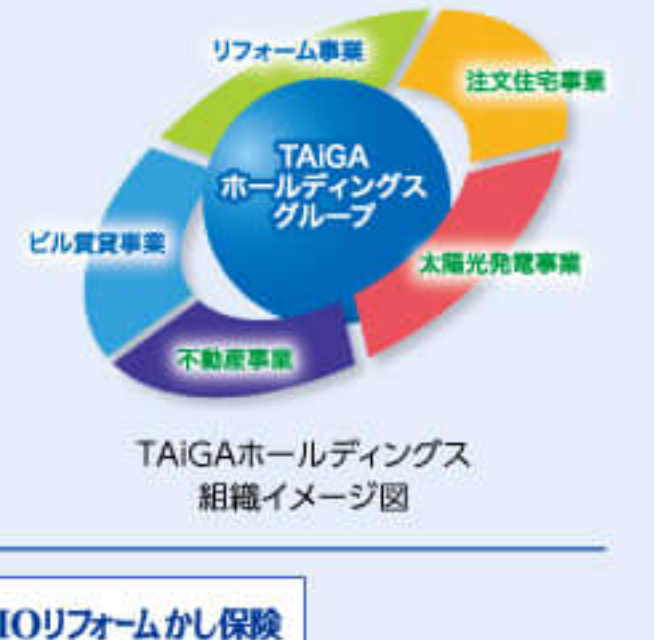 リフォーム事業
注文住宅事業
TAiGA
ホールディングス
グループ
ビル賃貸事業
太陽光発電事業
不動産事業
TAiGAホールディングス
組織イメージ図
IOリフォームかし保険